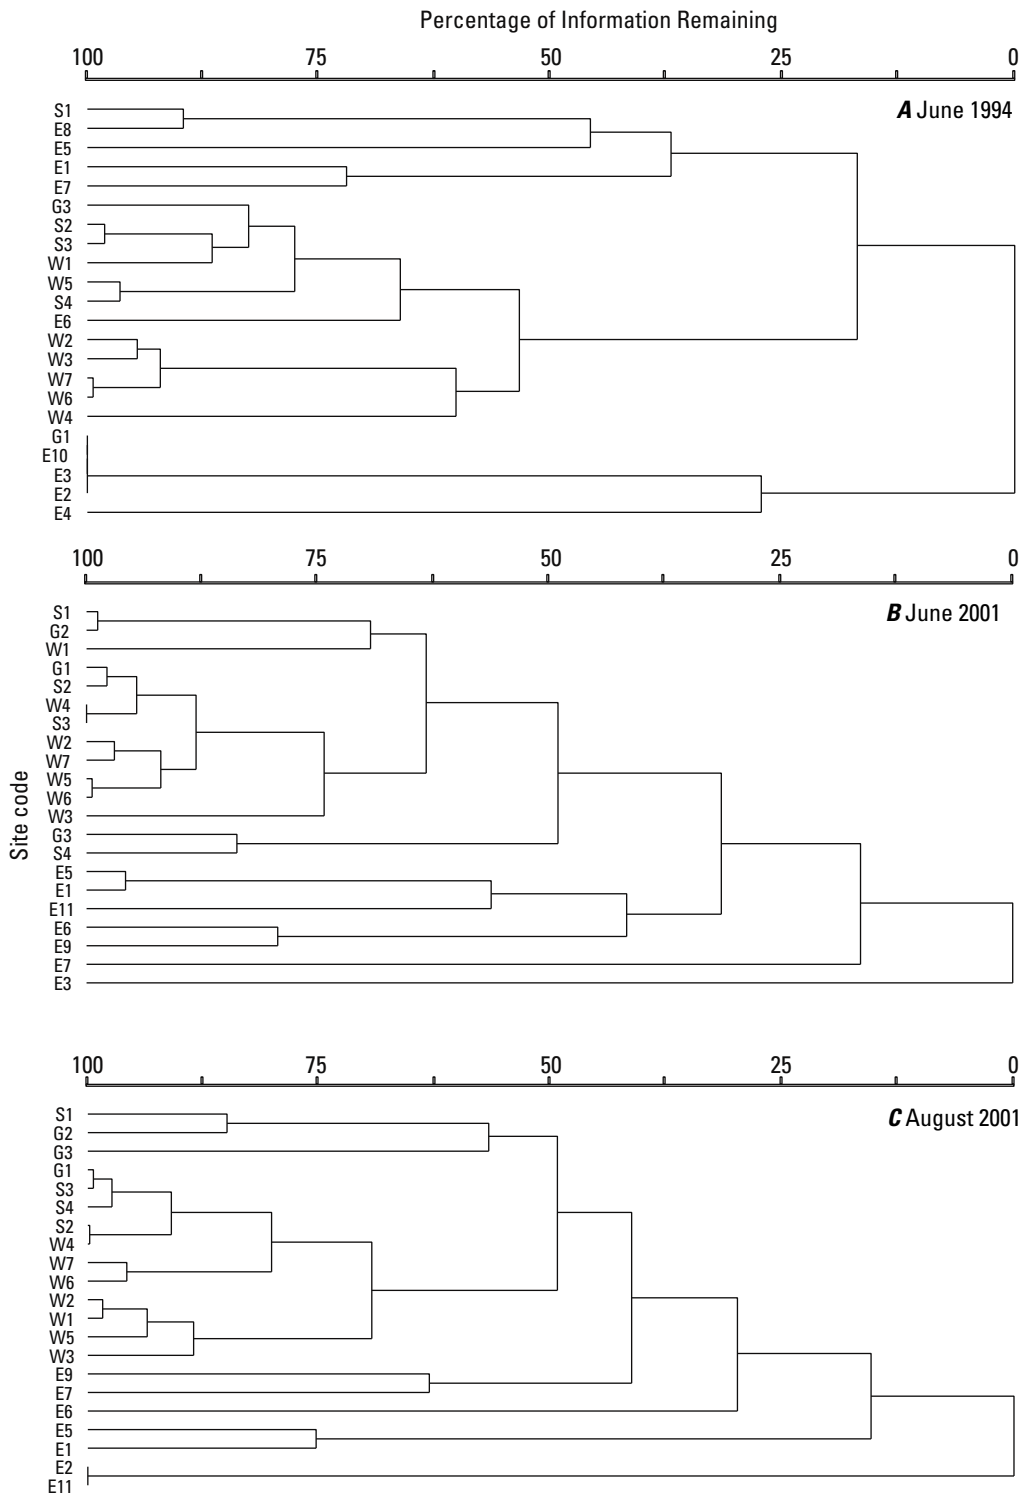 Percentage of Information Remaining
100 75 50 25 0
A June 1994
S1
E8
E5
E1
E7
G3
S2
S3
W1
W5
S4
E6
W2
W3
W7
W6
W4
G1
E10
E3
E2
E4
100 75 50 25 0
B June 2001
S1
G2
W1
G1
S2
W4
S3
W2
W7
W5
W6
W3
G3
S4
E5
E1
E11
E6
E9
E7
E3
Site code
100 75 50 25 0
C August 2001
S1
G2
G3
G1
S3
S4
S2
W4
W7
W6
W2
W1
W5
W3
E9
E7
E6
E5
E1
E2
E11